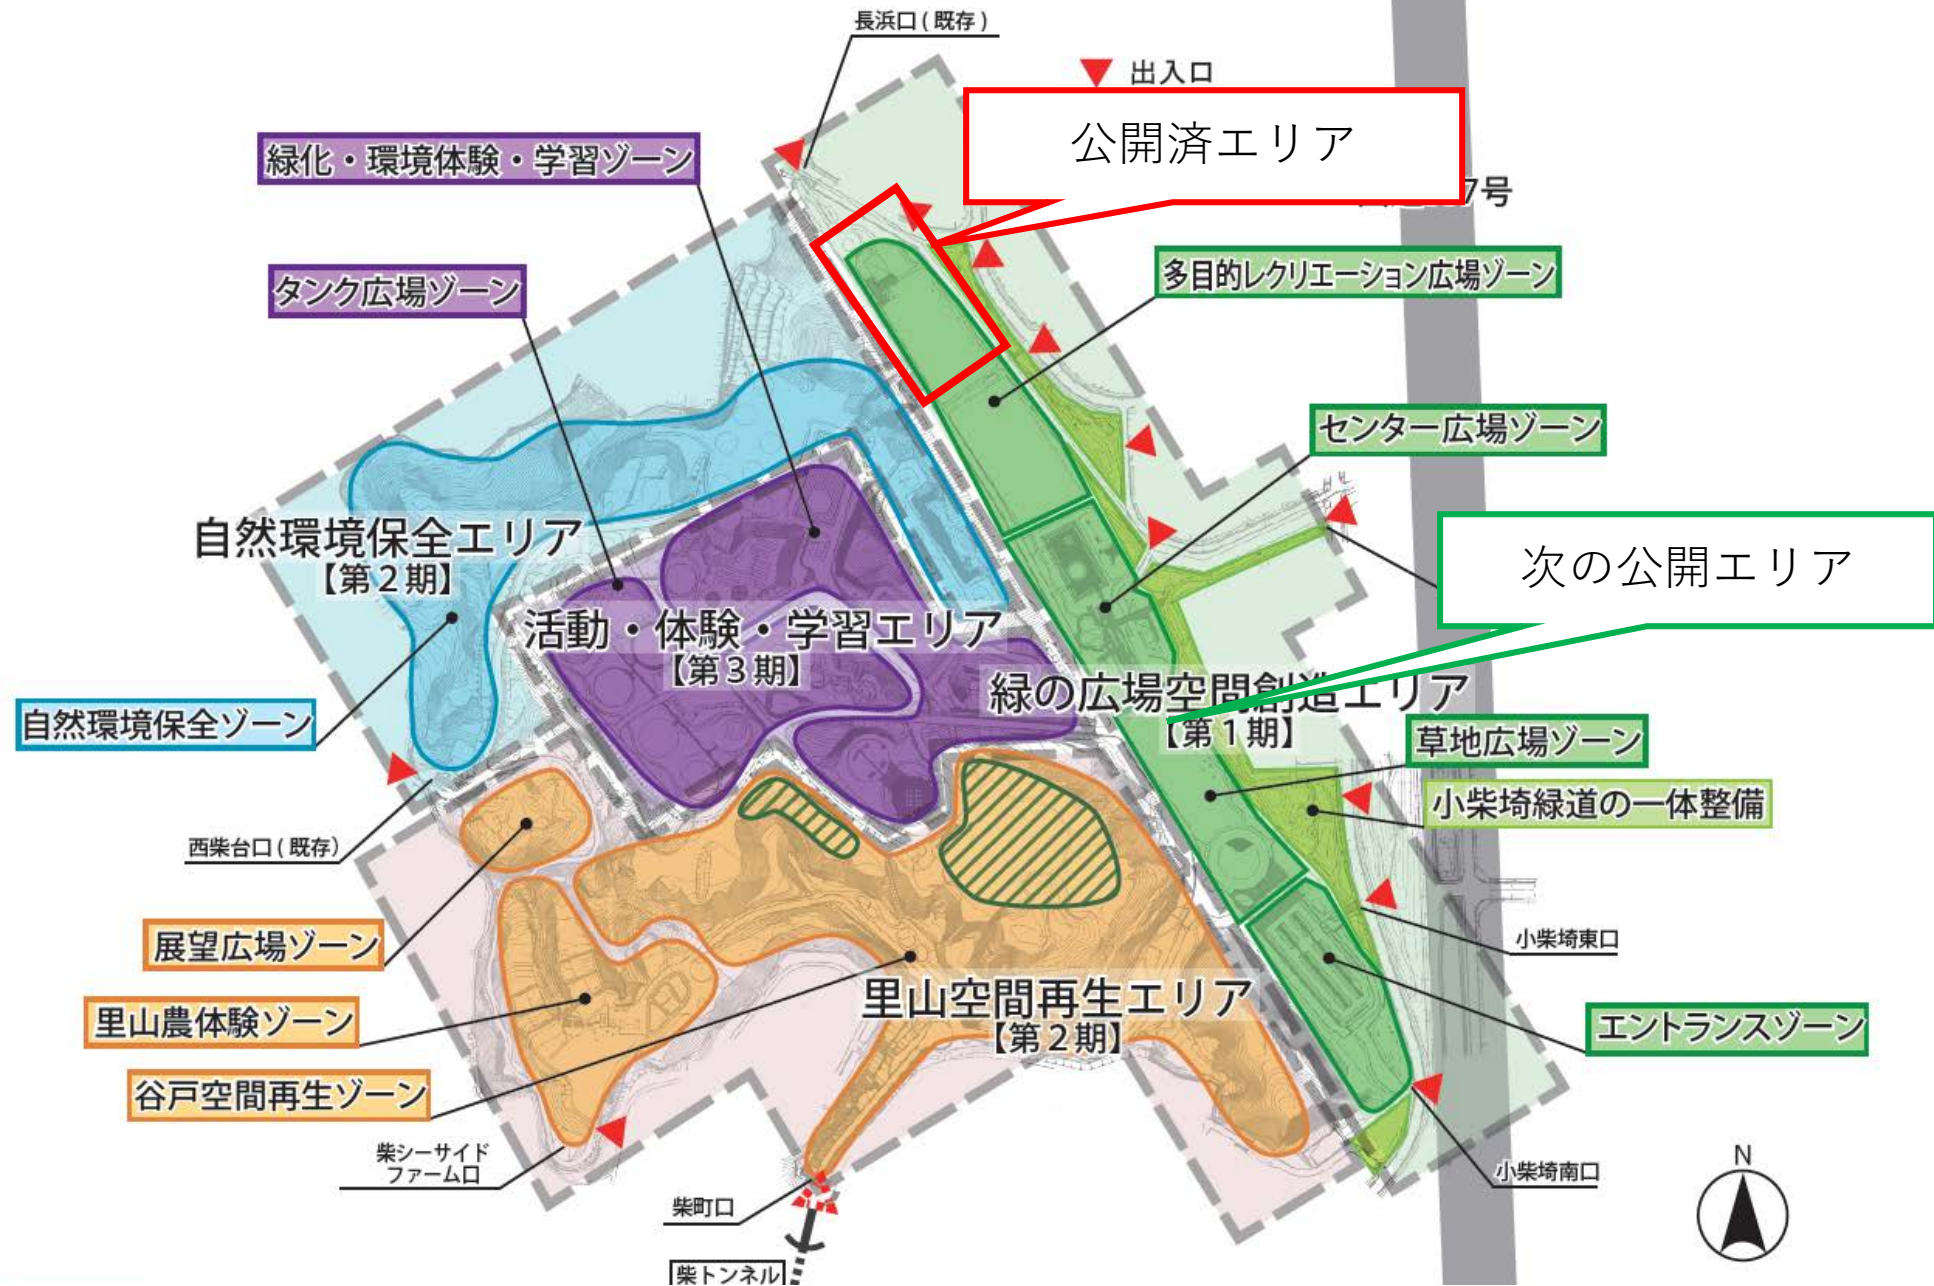 長浜口(既存)
出入口
公開済エリア
7号
緑化・環境体験・学習ゾーン
タンク広場ゾーン
多目的レクリエーション広場ゾーン
センター広場ゾーン
次の公開エリア
自然環境保全エリア
【第2期】
活動・体験・学習エリア
【第3期】
緑の広場空間創造エリア
【第1期】
自然環境保全ゾーン
草地広場ゾーン
小柴埼緑道の一体整備
西柴台口(既存)
展望広場ゾーン
小柴埼東口
里山農体験ゾーン
里山空間再生エリア
【第2期】
エントランスゾーン
谷戸空間再生ゾーン
柴シーサイド
ファーム口
柴町口
小柴埼南口
N
柴トンネル